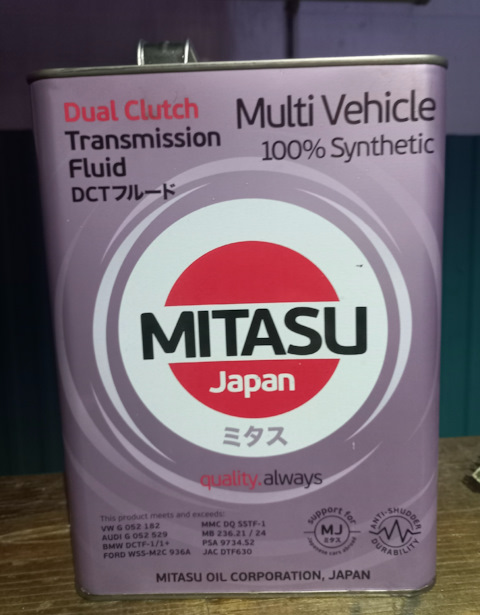 Dual Clutch
Transmission
Fluid
DCTフルード
Multi Vehicle
100% Synthetic
MITASU
Japan
ミタス
quality.always
This product meets and exceeds:
VW G 052 182
AUDI G 052 529
BMW DCTF-1/1+
FORD WSS-M2C 936A
MMC DQ SSTF-1
MB 236.21 / 24
PSA 9734.S2
JAC DTF630
support for
MJ
ミタス
ANTI-SHUDDER
DURABILITY
MITASU OIL CORPORATION, JAPAN